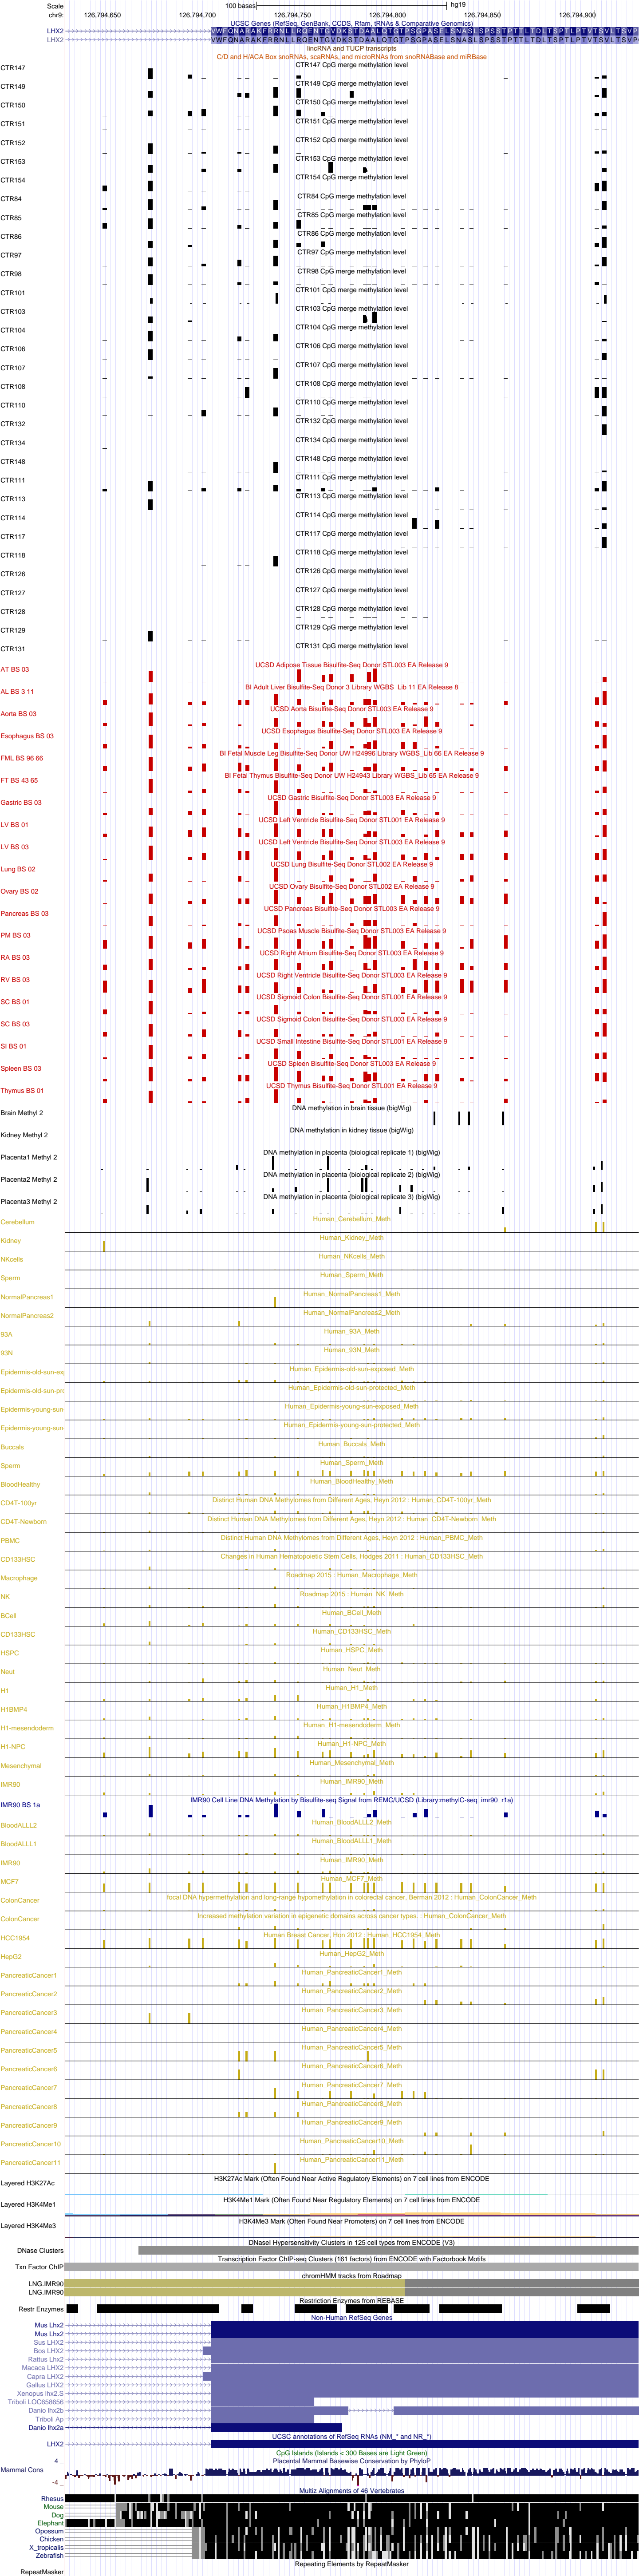 Scale 100 bases hg19
chr9: 126,794,650 126,794,700 126,794,750 126,794,800 126,794,850 126,794,900
UCSC Genes (RefSeq, GenBank, CCDS, Rfam, tRNAs & Comparative Genomics)
LHX2
LHX2
lincRNA and TUCP transcripts
C/D and H/ACA Box snoRNAs, scaRNAs, and microRNAs from snoRNABase and miRBase
CTR147 CTR147 CpG merge methylation level
CTR149 CTR149 CpG merge methylation level
CTR150 CTR150 CpG merge methylation level
CTR151 CTR151 CpG merge methylation level
CTR152 CTR152 CpG merge methylation level
CTR153 CTR153 CpG merge methylation level
CTR154 CTR154 CpG merge methylation level
CTR84 CTR84 CpG merge methylation level
CTR85 CTR85 CpG merge methylation level
CTR86 CTR86 CpG merge methylation level
CTR97 CTR97 CpG merge methylation level
CTR98 CTR98 CpG merge methylation level
CTR101 CTR101 CpG merge methylation level
CTR103 CTR103 CpG merge methylation level
CTR104 CTR104 CpG merge methylation level
CTR106 CTR106 CpG merge methylation level
CTR107 CTR107 CpG merge methylation level
CTR108 CTR108 CpG merge methylation level
CTR110 CTR110 CpG merge methylation level
CTR132 CTR132 CpG merge methylation level
CTR134 CTR134 CpG merge methylation level
CTR148 CTR148 CpG merge methylation level
CTR111 CTR111 CpG merge methylation level
CTR113 CTR113 CpG merge methylation level
CTR114 CTR114 CpG merge methylation level
CTR117 CTR117 CpG merge methylation level
CTR118 CTR118 CpG merge methylation level
CTR126 CTR126 CpG merge methylation level
CTR127 CTR127 CpG merge methylation level
CTR128 CTR128 CpG merge methylation level
CTR129 CTR129 CpG merge methylation level
CTR131 CTR131 CpG merge methylation level
AT BS 03 UCSD Adipose Tissue Bisulfite-Seq Donor STL003 EA Release 9
AL BS 3 11 BI Adult Liver Bisulfite-Seq Donor 3 Library WGBS_Lib 11 EA Release 8
Aorta BS 03 UCSD Aorta Bisulfite-Seq Donor STL003 EA Release 9
Esophagus BS 03 UCSD Esophagus Bisulfite-Seq Donor STL003 EA Release 9
FML BS 96 66 BI Fetal Muscle Leg Bisulfite-Seq Donor UW H24996 Library WGBS_Lib 66 EA Release 9
FT BS 43 65 BI Fetal Thymus Bisulfite-Seq Donor UW H24943 Library WGBS_Lib 65 EA Release 9
Gastric BS 03 UCSD Gastric Bisulfite-Seq Donor STL003 EA Release 9
LV BS 01 UCSD Left Ventricle Bisulfite-Seq Donor STL001 EA Release 9
LV BS 03 UCSD Left Ventricle Bisulfite-Seq Donor STL003 EA Release 9
Lung BS 02 UCSD Lung Bisulfite-Seq Donor STL002 EA Release 9
Ovary BS 02 UCSD Ovary Bisulfite-Seq Donor STL002 EA Release 9
Pancreas BS 03 UCSD Pancreas Bisulfite-Seq Donor STL003 EA Release 9
PM BS 03 UCSD Psoas Muscle Bisulfite-Seq Donor STL003 EA Release 9
RA BS 03 UCSD Right Atrium Bisulfite-Seq Donor STL003 EA Release 9
RV BS 03 UCSD Right Ventricle Bisulfite-Seq Donor STL003 EA Release 9
SC BS 01 UCSD Sigmoid Colon Bisulfite-Seq Donor STL001 EA Release 9
SC BS 03 UCSD Sigmoid Colon Bisulfite-Seq Donor STL003 EA Release 9
SI BS 01 UCSD Small Intestine Bisulfite-Seq Donor STL001 EA Release 9
Spleen BS 03 UCSD Spleen Bisulfite-Seq Donor STL003 EA Release 9
Thymus BS 01 UCSD Thymus Bisulfite-Seq Donor STL001 EA Release 9
Brain Methyl 2 DNA methylation in brain tissue (bigWig)
Kidney Methyl 2 DNA methylation in kidney tissue (bigWig)
Placenta1 Methyl 2 DNA methylation in placenta (biological replicate 1) (bigWig)
Placenta2 Methyl 2 DNA methylation in placenta (biological replicate 2) (bigWig)
Placenta3 Methyl 2 DNA methylation in placenta (biological replicate 3) (bigWig)
Cerebellum Human_Cerebellum_Meth
Kidney Human_Kidney_Meth
NKcells Human_NKcells_Meth
Sperm Human_Sperm_Meth
NormalPancreas1 Human_NormalPancreas1_Meth
NormalPancreas2 Human_NormalPancreas2_Meth
93A Human_93A_Meth
93N Human_93N_Meth
Epidermis-old-sun-ex Human_Epidermis-old-sun-exposed_Meth
Epidermis-old-sun-pr Human_Epidermis-old-sun-protected_Meth
Epidermis-young-sun Human_Epidermis-young-sun-exposed_Meth
Epidermis-young-sun Human_Epidermis-young-sun-protected_Meth
Buccals Human_Buccals_Meth
Sperm Human_Sperm_Meth
BloodHealthy Human_BloodHealthy_Meth
CD4T-100yr Distinct Human DNA Methylomes from Different Ages, Heyn 2012 : Human_CD4T-100yr_Meth
CD4T-Newborn Distinct Human DNA Methylomes from Different Ages, Heyn 2012 : Human_CD4T-Newborn_Meth
PBMC Distinct Human DNA Methylomes from Different Ages, Heyn 2012 : Human_PBMC_Meth
CD133HSC Changes in Human Hematopoietic Stem Cells, Hodges 2011 : Human_CD133HSC_Meth
Macrophage Roadmap 2015 : Human_Macrophage_Meth
NK Roadmap 2015 : Human_NK_Meth
BCell Human_BCell_Meth
CD133HSC Human_CD133HSC_Meth
HSPC Human_HSPC_Meth
Neut Human_Neut_Meth
H1 Human_H1_Meth
H1BMP4 Human_H1BMP4_Meth
H1-mesendoderm Human_H1-mesendoderm_Meth
H1-NPC Human_H1-NPC_Meth
Mesenchymal Human_Mesenchymal_Meth
IMR90 Human_IMR90_Meth
IMR90 BS 1a IMR90 Cell Line DNA Methylation by Bisulfite-seq Signal from REMC/UCSD (Library:methylC-seq_imr90_r1a)
BloodALLL2 Human_BloodALLL2_Meth
BloodALLL1 Human_BloodALLL1_Meth
IMR90 Human_IMR90_Meth
MCF7 Human_MCF7_Meth
ColonCancer focal DNA hypermethylation and long-range hypomethylation in colorectal cancer, Berman 2012 : Human_ColonCancer_Meth
ColonCancer Increased methylation variation in epigenetic domains across cancer types. : Human_ColonCancer_Meth
HCC1954 Human Breast Cancer, Hon 2012 : Human_HCC1954_Meth
HepG2 Human_HepG2_Meth
PancreaticCancer1 Human_PancreaticCancer1_Meth
PancreaticCancer2 Human_PancreaticCancer2_Meth
PancreaticCancer3 Human_PancreaticCancer3_Meth
PancreaticCancer4 Human_PancreaticCancer4_Meth
PancreaticCancer5 Human_PancreaticCancer5_Meth
PancreaticCancer6 Human_PancreaticCancer6_Meth
PancreaticCancer7 Human_PancreaticCancer7_Meth
PancreaticCancer8 Human_PancreaticCancer8_Meth
PancreaticCancer9 Human_PancreaticCancer9_Meth
PancreaticCancer10 Human_PancreaticCancer10_Meth
PancreaticCancer11 Human_PancreaticCancer11_Meth
Layered H3K27Ac H3K27Ac Mark (Often Found Near Active Regulatory Elements) on 7 cell lines from ENCODE
Layered H3K4Me1 H3K4Me1 Mark (Often Found Near Regulatory Elements) on 7 cell lines from ENCODE
Layered H3K4Me3 H3K4Me3 Mark (Often Found Near Promoters) on 7 cell lines from ENCODE
DNaseI Hypersensitivity Clusters in 125 cell types from ENCODE (V3)
DNase Clusters
Transcription Factor ChIP-seq Clusters (161 factors) from ENCODE with Factorbook Motifs
Txn Factor ChIP
chromHMM tracks from Roadmap
LNG.IMR90
LNG.IMR90
Restriction Enzymes from REBASE
Restr Enzymes
Non-Human RefSeq Genes
Mus Lhx2
Mus Lhx2
Sus LHX2
Bos LHX2
Rattus Lhx2
Macaca LHX2
Capra LHX2
Gallus LHX2
Xenopus lhx2.S
Triboli LOC658656
Danio lhx2b
Triboli Ap
Danio lhx2a
UCSC annotations of RefSeq RNAs (NM_* and NR_*)
LHX2
CpG Islands (Islands < 300 Bases are Light Green)
Placental Mammal Basewise Conservation by PhyloP
4 _
Mammal Cons
-4 _
Multiz Alignments of 46 Vertebrates
Rhesus
Mouse
Dog
Elephant
Opossum
Chicken
X_tropicalis
Zebrafish
Repeating Elements by RepeatMasker
RepeatMasker